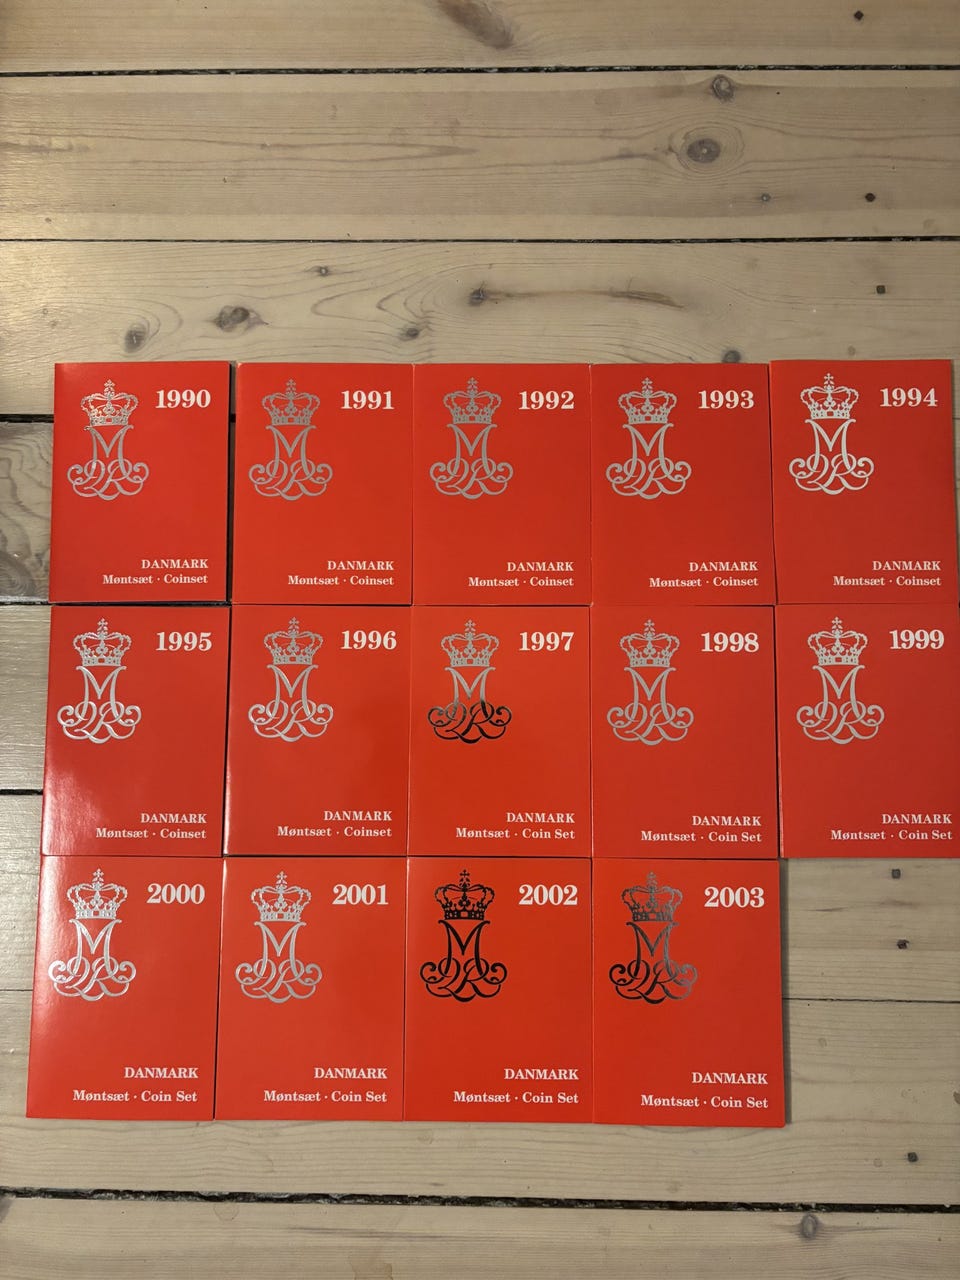 1990
DANMARK
Møntsæt · Coinset
1991
DANMARK
Møntsæt · Coinset
1992
DANMARK
Møntsæt · Coinset
1993
DANMARK
Møntsæt · Coinset
1994
DANMARK
Møntsæt · Coinset
1995
DANMARK
Møntsæt · Coinset
1996
DANMARK
Møntsæt · Coinset
1997
DANMARK
Møntsæt · Coin Set
1998
DANMARK
Møntsæt · Coin Set
1999
DANMARK
Møntsæt · Coin Set
2000
DANMARK
Møntsæt · Coin Set
2001
DANMARK
Møntsæt · Coin Set
2002
DANMARK
Møntsæt · Coin Set
2003
DANMARK
Møntsæt · Coin Set